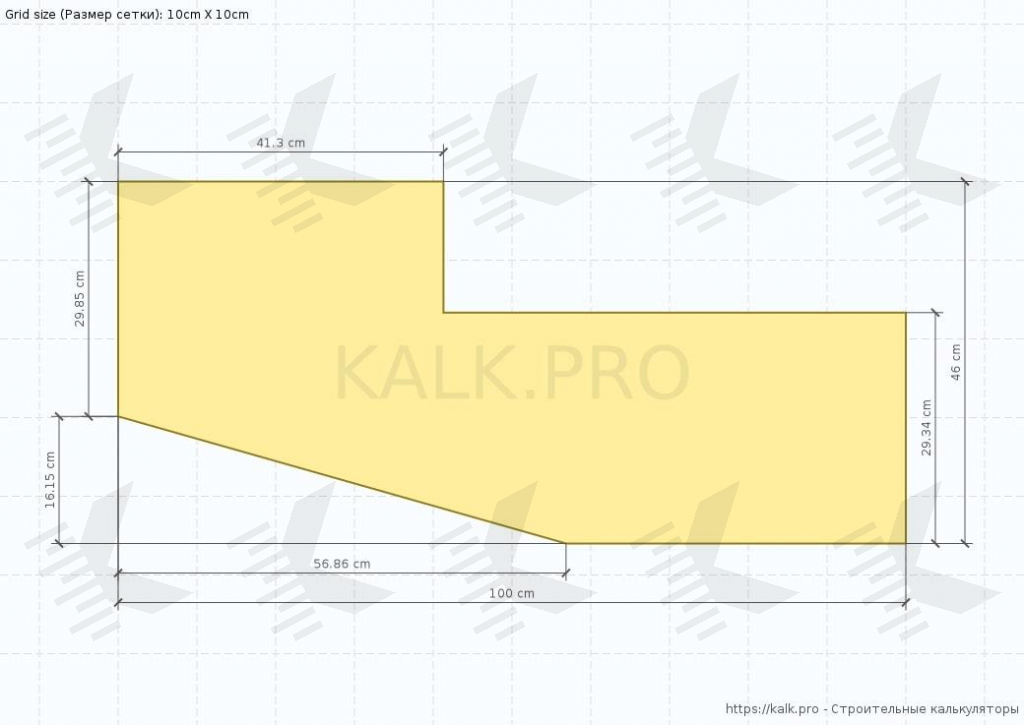 Grid size (Размер сетки): 10cm X 10cm
41.3 cm
29.85 cm
46 cm
KALK.PRO
29.34 cm
16.15 cm
56.86 cm
100 cm
https://kalk.pro - Строительные калькуляторы